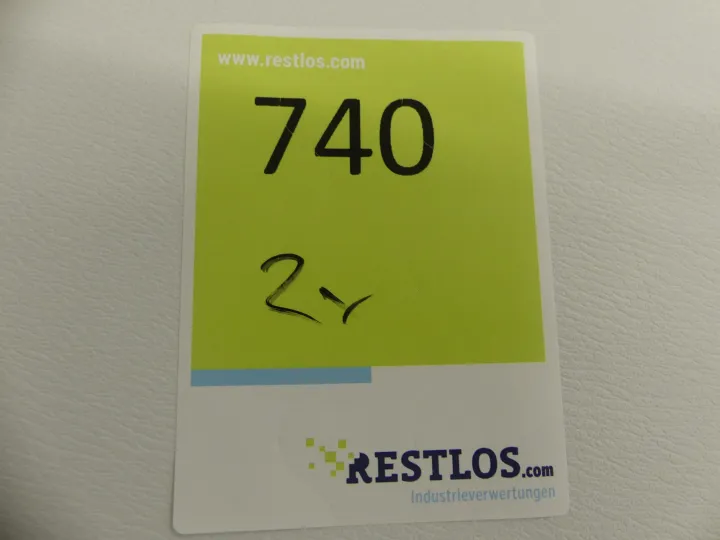 www.restlos.com
740
2x
RESTLOS.com
Industrieverwertungen